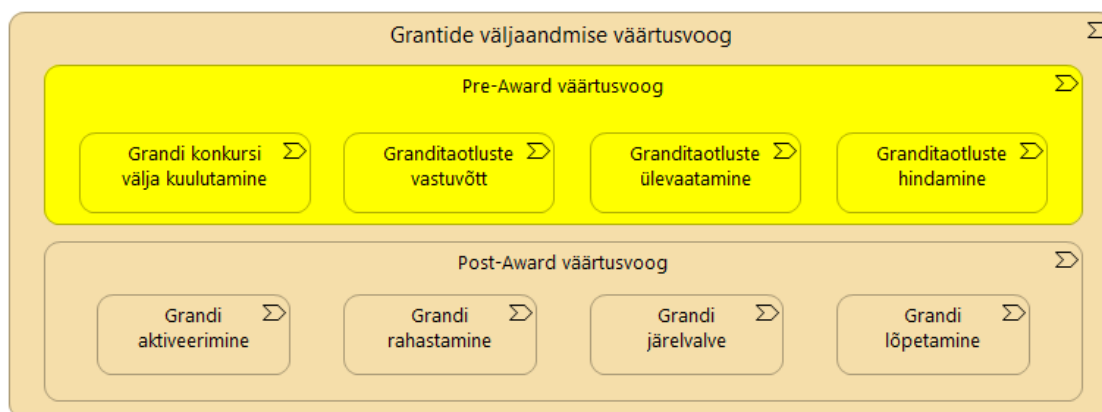 Grantide väljaandmise väärtusvoog
Pre-Award väärtusvoog
Grandi konkursi
välja kuulutamine
Granditaotluste
vastuvõtt
Granditaotluste
ülevaatamine
Granditaotluste
hindamine
Post-Award väärtusvoog
Grandi
aktiveerimine
Grandi
rahastamine
Grandi
järelvalve
Grandi
lõpetamine